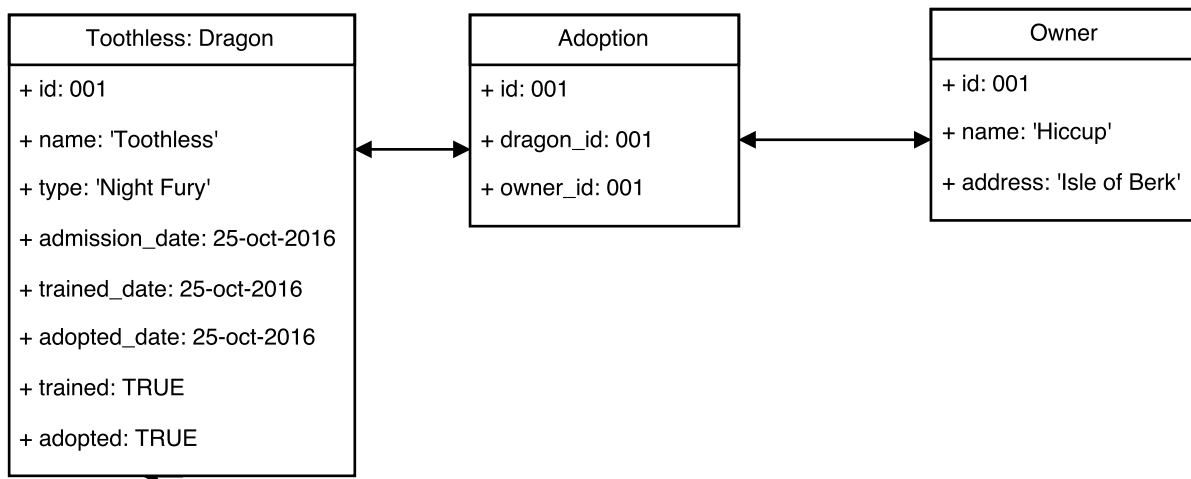 Toothless: Dragon
+ id: 001
+ name: 'Toothless'
+ type: 'Night Fury'
+ admission_date: 25-oct-2016
+ trained_date: 25-oct-2016
+ adopted_date: 25-oct-2016
+ trained: TRUE
+ adopted: TRUE
Adoption
+ id: 001
+ dragon_id: 001
+ owner_id: 001
Owner
+ id: 001
+ name: 'Hiccup'
+ address: 'Isle of Berk'